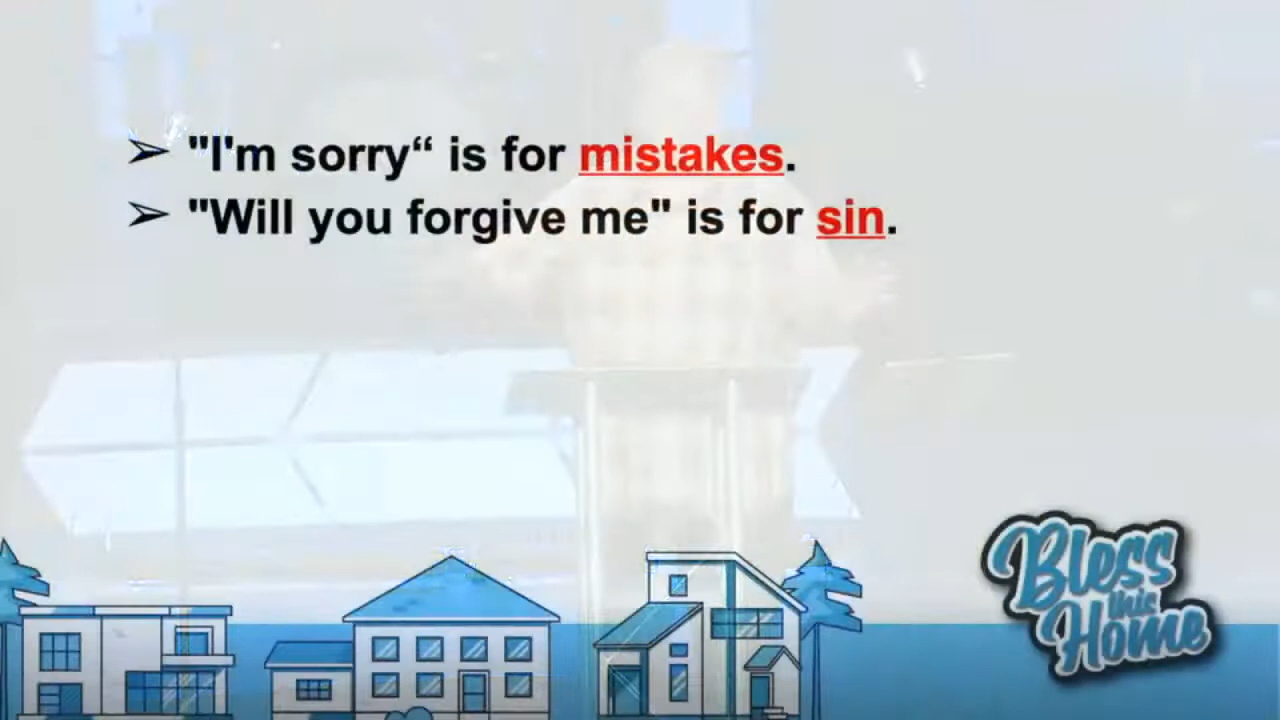 ➢ "I'm sorry“ is for mistakes.
➢ "Will you forgive me" is for sin.
Bless
this
Home